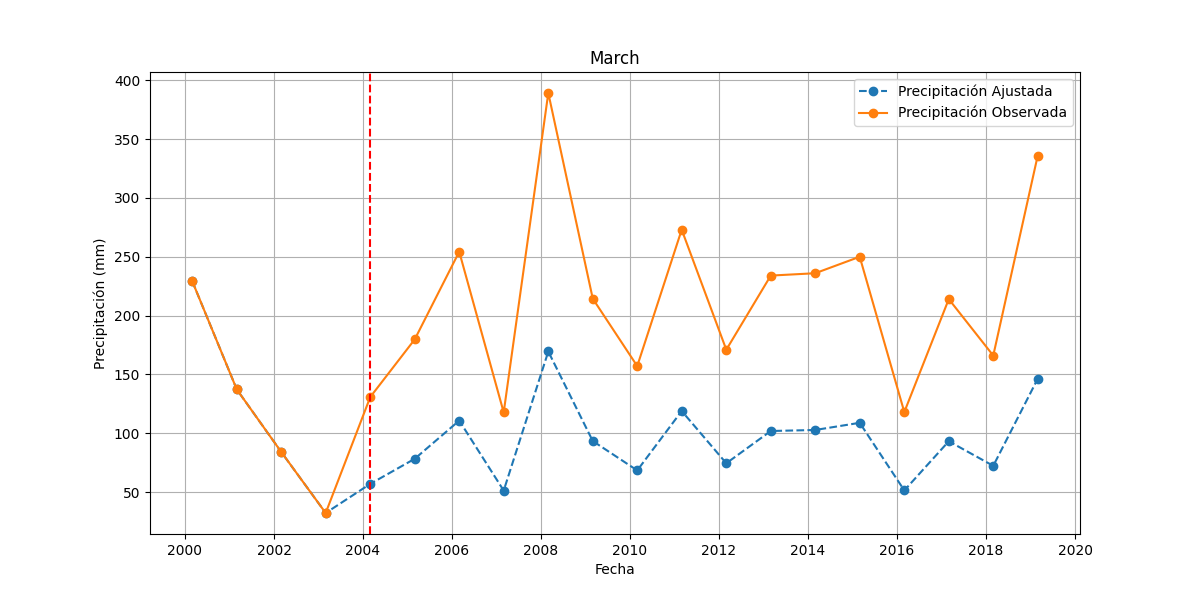 March
400
350
300
250
200
150
100
50
Precipitación (mm)
Precipitación Ajustada
Precipitación Observada
2000 2002 2004 2006 2008 2010 2012 2014 2016 2018 2020
Fecha